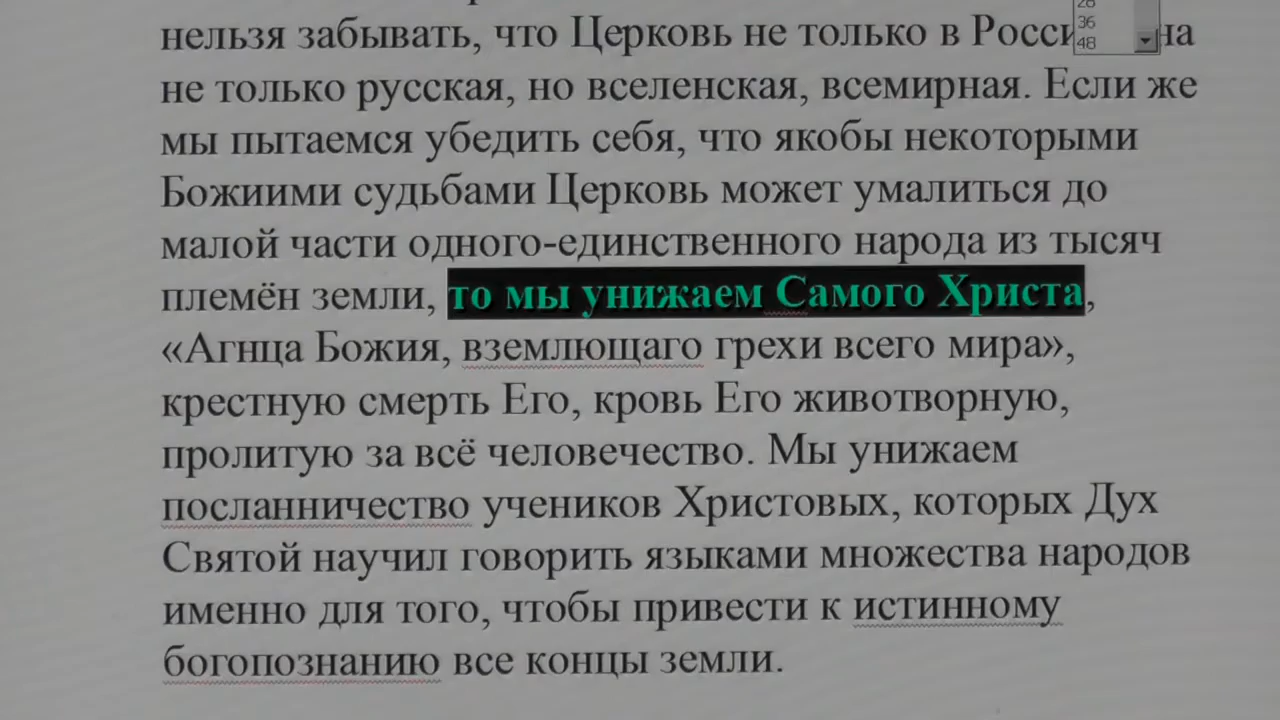 28
36
48
нельзя забывать, что Церковь не только в на
не только русская, но вселенская, всемирная. Если же
мы пытаемся убедить себя, что якобы некоторыми
Божиими судьбами Церковь может умалиться до
малой части одного-единственного народа из тысяч
племён земли, то мы унижаем Самого Христа,
«Агнца Божия, вземлющаго грехи всего мира»,
крестную смерть Его, кровь Его животворную,
пролитую за всё человечество. Мы унижаем
посланничество учеников Христовых, которых Дух
Святой научил говорить языками множества народов
именно для того, чтобы привести к истинному
богопознанию все концы земли.